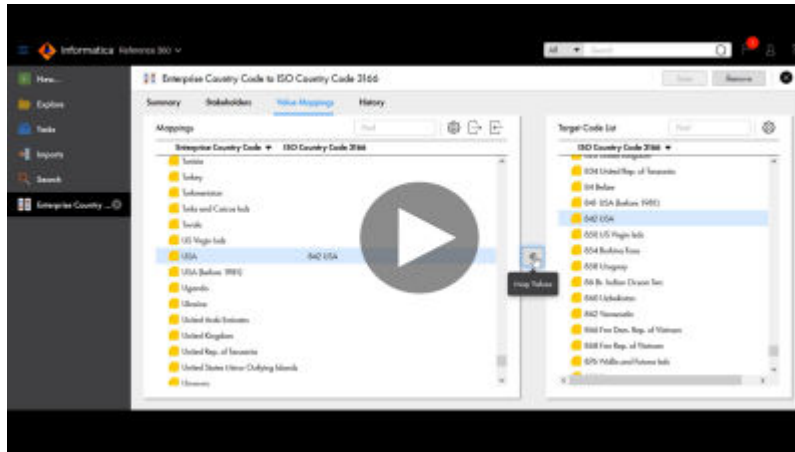 Informatica Reference 360
All
New...
Explore
Tasks
Imports
Search
Enterprise Country ...
Enterprise Country Code to ISO Country Code 3166
Save Remove
Summary Stakeholders Value Mappings History
Mappings Find
Enterprise Country Code ISO Country Code 3166
Tunisia
Turkey
Turkmenistan
Turks and Caicos Isds
Tuvalu
US Virgin Isds
USA 842 USA
USA (before 1981)
Uganda
Ukraine
United Arab Emirates
United Kingdom
United Rep. of Tanzania
United States Minor Outlying Islands
Map Values
Target Code List Find
ISO Country Code 3166
834 United Rep. of Tanzania
84 Belize
841 USA (before 1981)
842 USA
850 US Virgin Isds
854 Burkina Faso
858 Uruguay
86 Br. Indian Ocean Terr.
860 Uzbekistan
862 Venezuela
866 Fmr Dem. Rep. of Vietnam
868 Fmr Rep. of Vietnam
876 Wallis and Futuna Isds